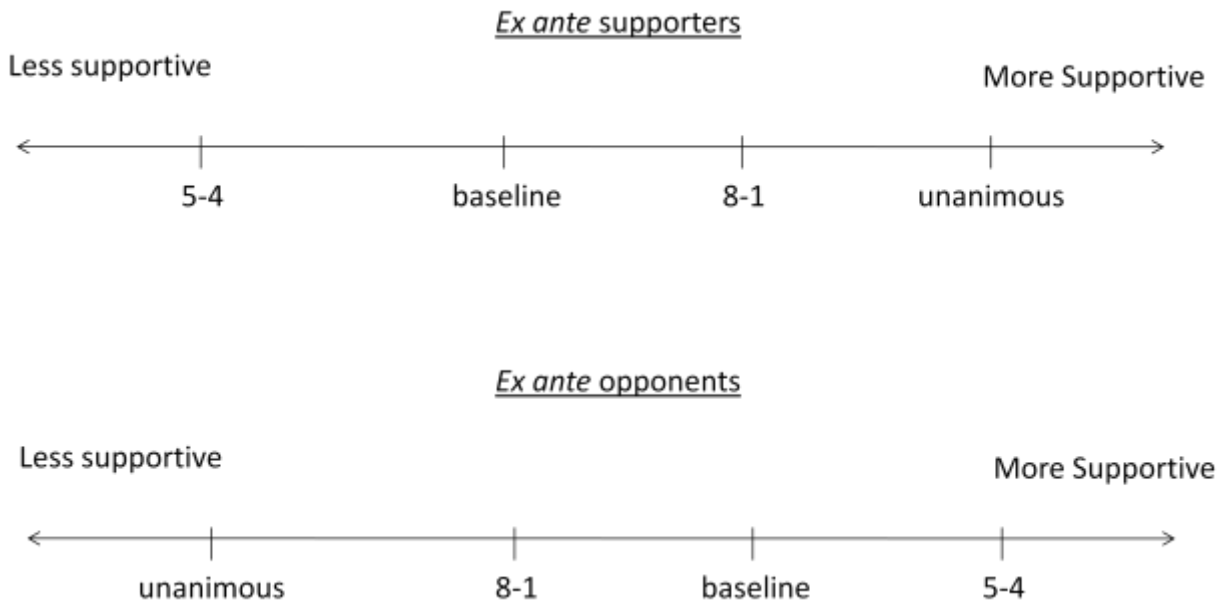 Ex ante supporters
Less supportive
More Supportive
5-4 baseline 8-1 unanimous
Ex ante opponents
Less supportive
More Supportive
unanimous 8-1 baseline 5-4